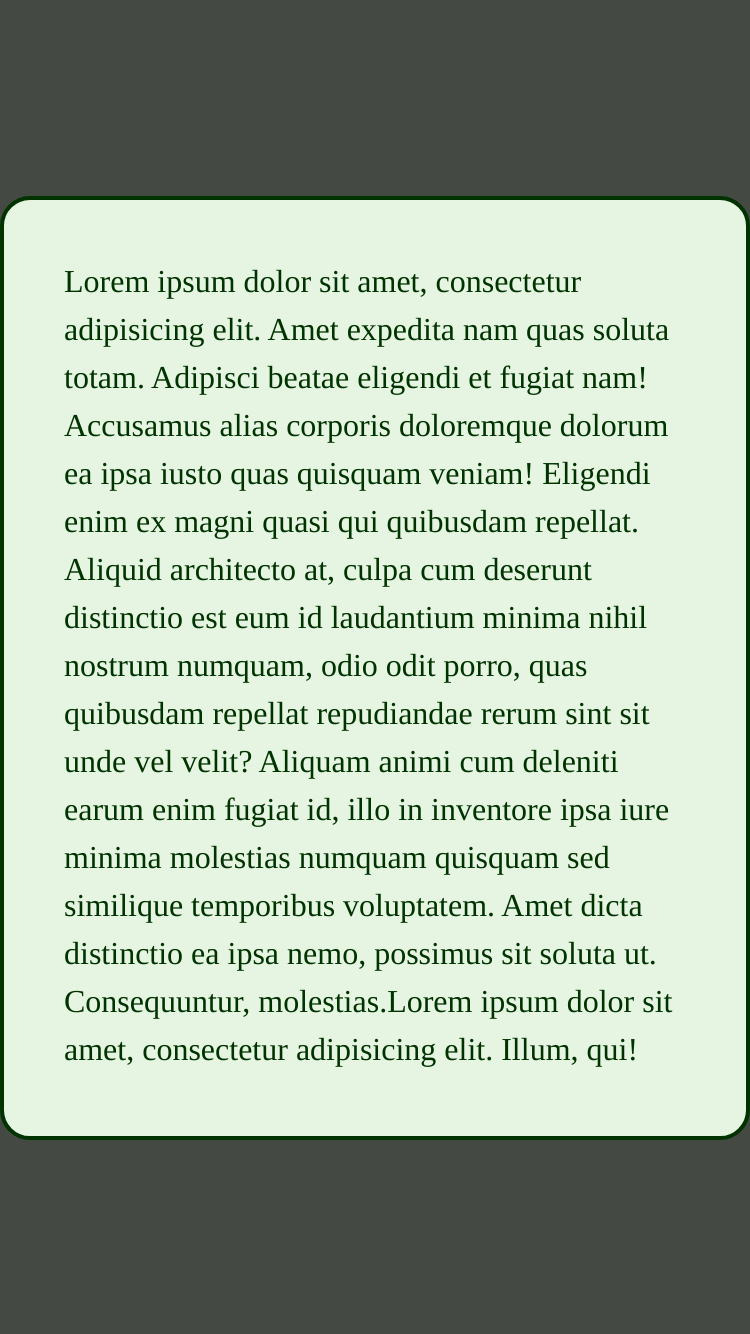 Lorem ipsum dolor sit amet, consectetur
adipisicing elit. Amet expedita nam quas soluta
totam. Adipisci beatae eligendi et fugiat nam!
Accusamus alias corporis doloremque dolorum
ea ipsa iusto quas quisquam veniam! Eligendi
enim ex magni quasi qui quibusdam repellat.
Aliquid architecto at, culpa cum deserunt
distinctio est eum id laudantium minima nihil
nostrum numquam, odio odit porro, quas
quibusdam repellat repudiandae rerum sint sit
unde vel velit? Aliquam animi cum deleniti
earum enim fugiat id, illo in inventore ipsa iure
minima molestias numquam quisquam sed
similique temporibus voluptatem. Amet dicta
distinctio ea ipsa nemo, possimus sit soluta ut.
Consequuntur, molestias.Lorem ipsum dolor sit
amet, consectetur adipisicing elit. Illum, qui!